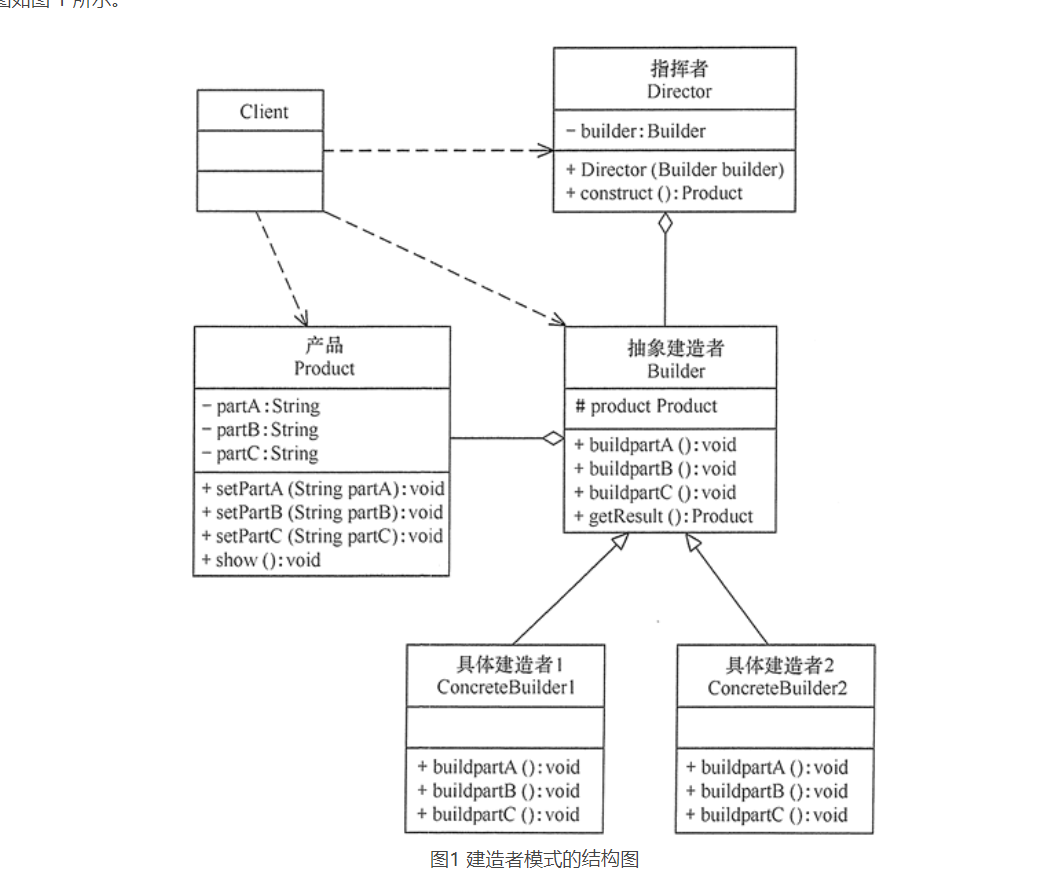 图如图 1 所示。
Client
指挥者
Director
− builder:Builder
+ Director (Builder builder)
+ construct ():Product
产品
Product
− partA:String
− partB:String
− partC:String
+ setPartA (String partA):void
+ setPartB (String partB):void
+ setPartC (String partC):void
+ show ():void
抽象建造者
Builder
# product Product
+ buildpartA ():void
+ buildpartB ():void
+ buildpartC ():void
+ getResult ():Product
具体建造者1
ConcreteBuilder1
+ buildpartA ():void
+ buildpartB ():void
+ buildpartC ():void
具体建造者2
ConcreteBuilder2
+ buildpartA ():void
+ buildpartB ():void
+ buildpartC ():void
图1 建造者模式的结构图